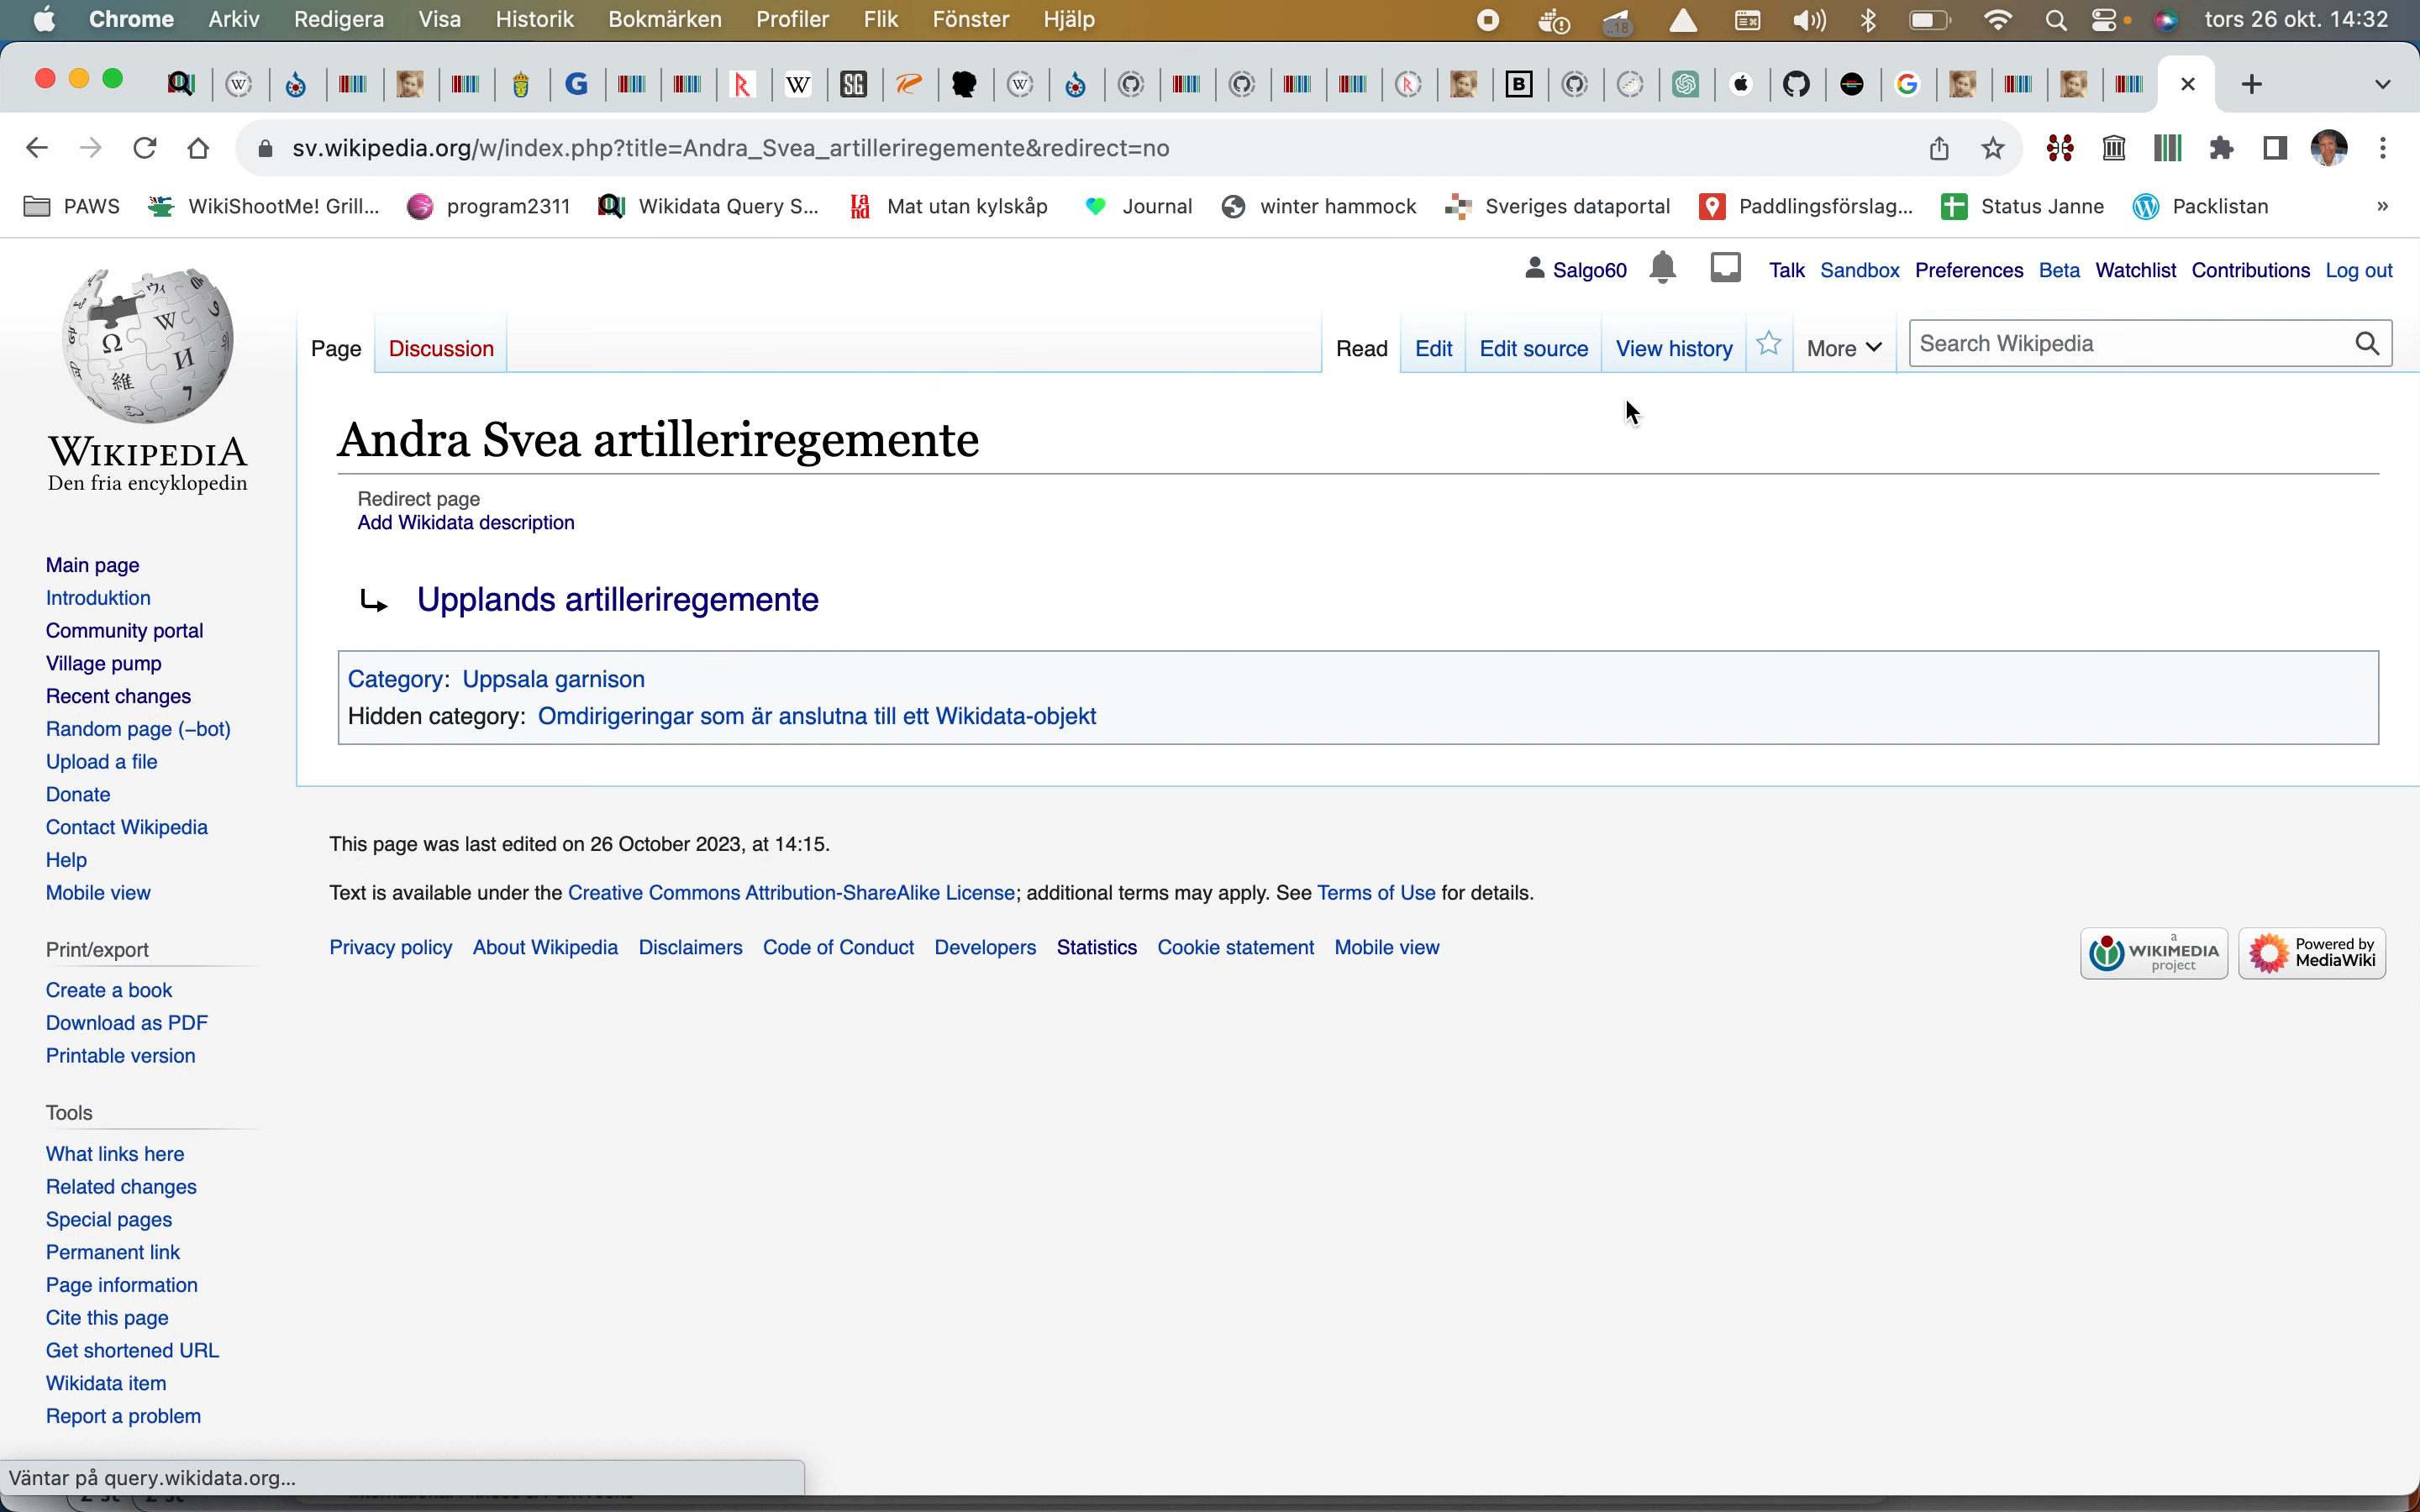 Chrome Arkiv Redigera Visa Historik Bokmärken Profiler Flik Fönster Hjälp tors 26 okt. 14:32
sv.wikipedia.org/w/index.php?title=Andra_Svea_artilleriregemente&redirect=no
PAWS WikiShootMe! Grill... program2311 Wikidata Query S... Mat utan kylskåp Journal winter hammock Sveriges dataportal Paddlingsförslag... Status Janne Packlistan »
Salgo60 Talk Sandbox Preferences Beta Watchlist Contributions Log out
Page Discussion Read Edit Edit source View history More Search Wikipedia
WIKIPEDIA
Den fria encyklopedin
Main page
Introduktion
Community portal
Village pump
Recent changes
Random page (–bot)
Upload a file
Donate
Contact Wikipedia
Help
Mobile view
Print/export
Create a book
Download as PDF
Printable version
Tools
What links here
Related changes
Special pages
Permanent link
Page information
Cite this page
Get shortened URL
Wikidata item
Report a problem
Andra Svea artilleriregemente
Redirect page
Add Wikidata description
Upplands artilleriregemente
Category: Uppsala garnison
Hidden category: Omdirigeringar som är anslutna till ett Wikidata-objekt
This page was last edited on 26 October 2023, at 14:15.
Text is available under the Creative Commons Attribution-ShareAlike License; additional terms may apply. See Terms of Use for details.
Privacy policy About Wikipedia Disclaimers Code of Conduct Developers Statistics Cookie statement Mobile view
a
WIKIMEDIA
project
Powered by
MediaWiki
Väntar på query.wikidata.org...